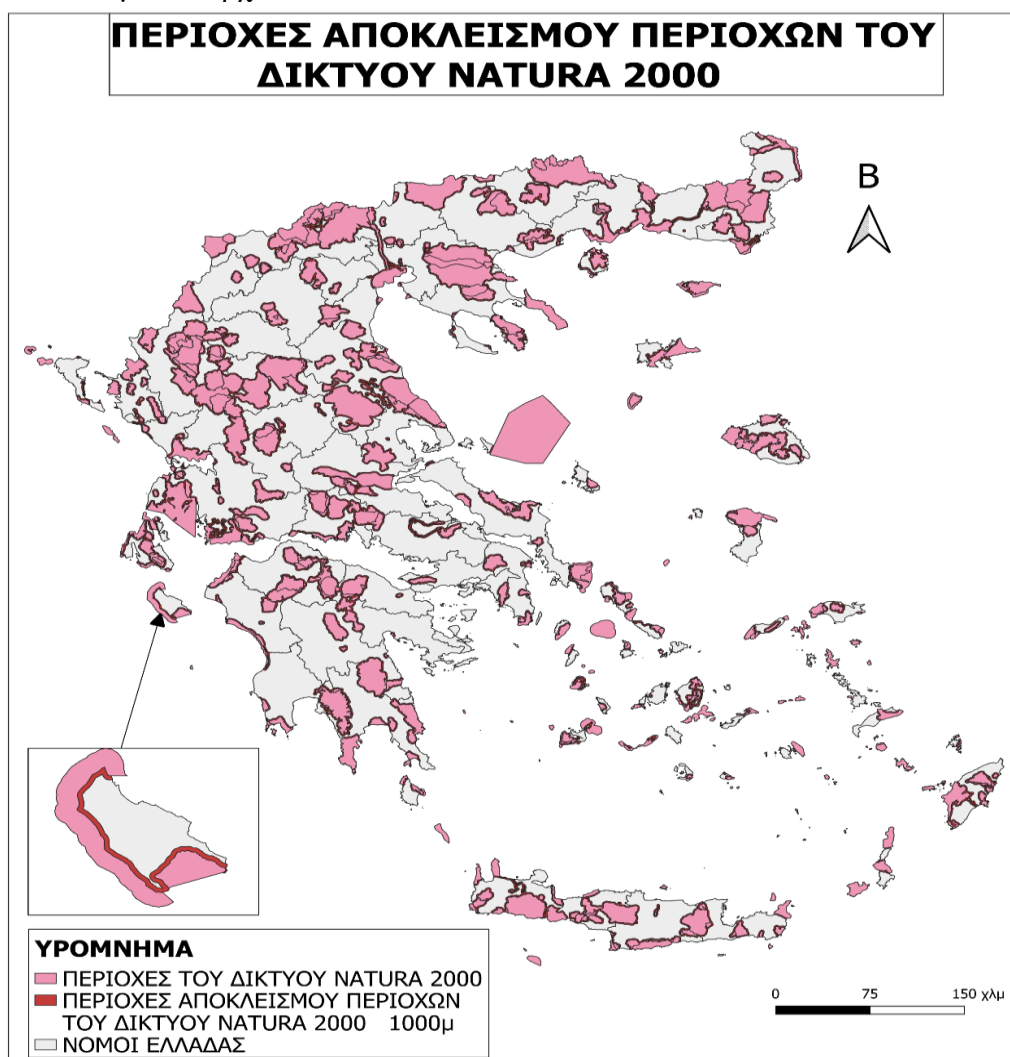 ΠΕΡΙΟΧΕΣ ΑΠΟΚΛΕΙΣΜΟΥ ΠΕΡΙΟΧΩΝ ΤΟΥ
ΔΙΚΤΥΟΥ NATURA 2000
Β
ΥΡΟΜΝΗΜΑ
ΠΕΡΙΟΧΕΣ ΤΟΥ ΔΙΚΤΥΟΥ NATURA 2000
ΠΕΡΙΟΧΕΣ ΑΠΟΚΛΕΙΣΜΟΥ ΠΕΡΙΟΧΩΝ
ΤΟΥ ΔΙΚΤΥΟΥ NATURA 2000 1000μ
ΝΟΜΟΙ ΕΛΛΑΔΑΣ
0 75 150 χλμ